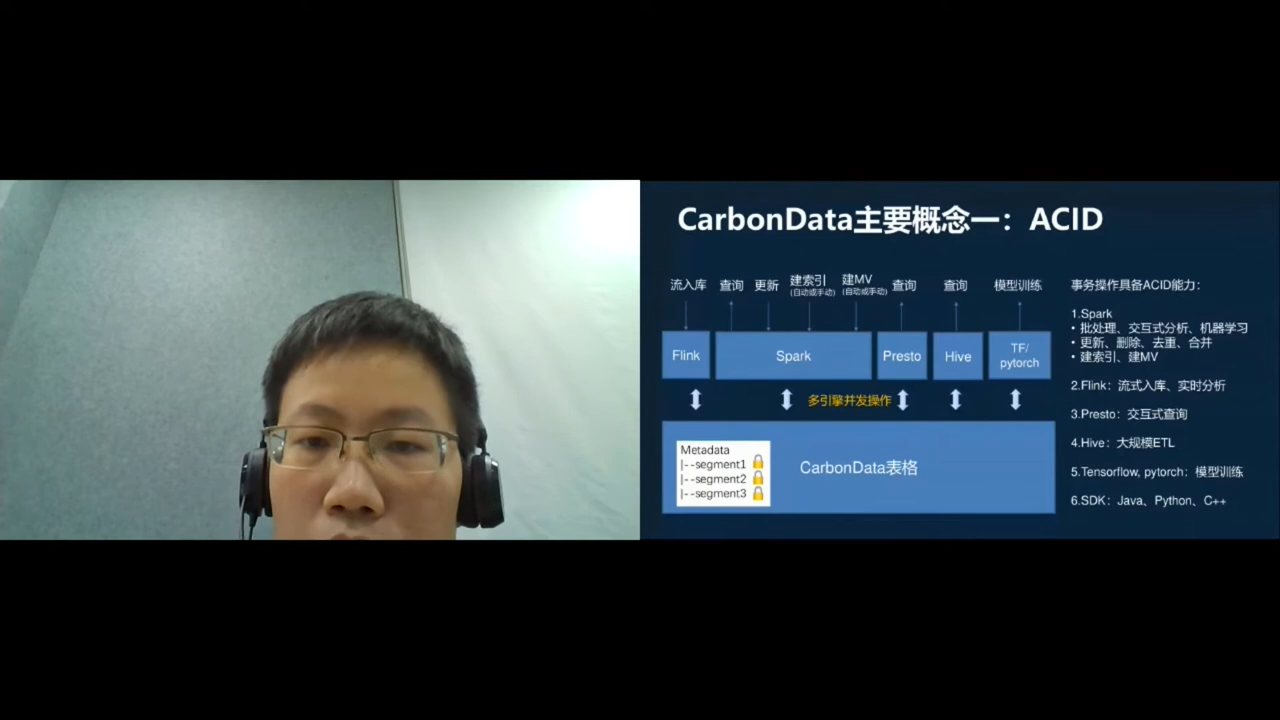 CarbonData主要概念一：ACID
流入库 查询 更新 建索引 建MV 查询 查询 模型训练
(自动或手动) (自动或手动)
Flink Spark Presto Hive TF/
pytorch
多引擎并发操作
Metadata
|--segment1
|--segment2
|--segment3
CarbonData表格
事务操作具备ACID能力：
1.Spark
• 批处理、交互式分析、机器学习
• 更新、删除、去重、合并
• 建索引、建MV
2.Flink：流式入库、实时分析
3.Presto：交互式查询
4.Hive：大规模ETL
5.Tensorflow, pytorch：模型训练
6.SDK：Java、Python、C++